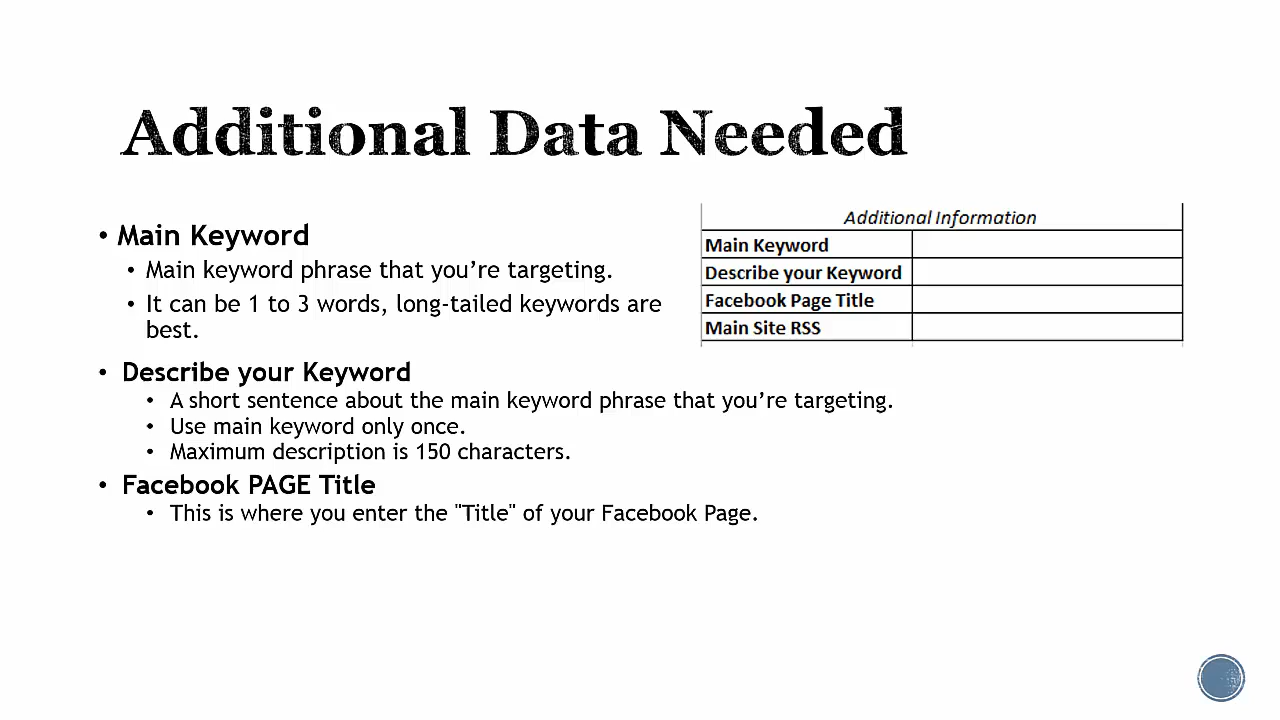 Additional Data Needed
• Main Keyword
• Main keyword phrase that you’re targeting.
• It can be 1 to 3 words, long-tailed keywords are
best.
Additional Information
Main Keyword
Describe your Keyword
Facebook Page Title
Main Site RSS
• Describe your Keyword
• A short sentence about the main keyword phrase that you’re targeting.
• Use main keyword only once.
• Maximum description is 150 characters.
• Facebook PAGE Title
• This is where you enter the "Title" of your Facebook Page.